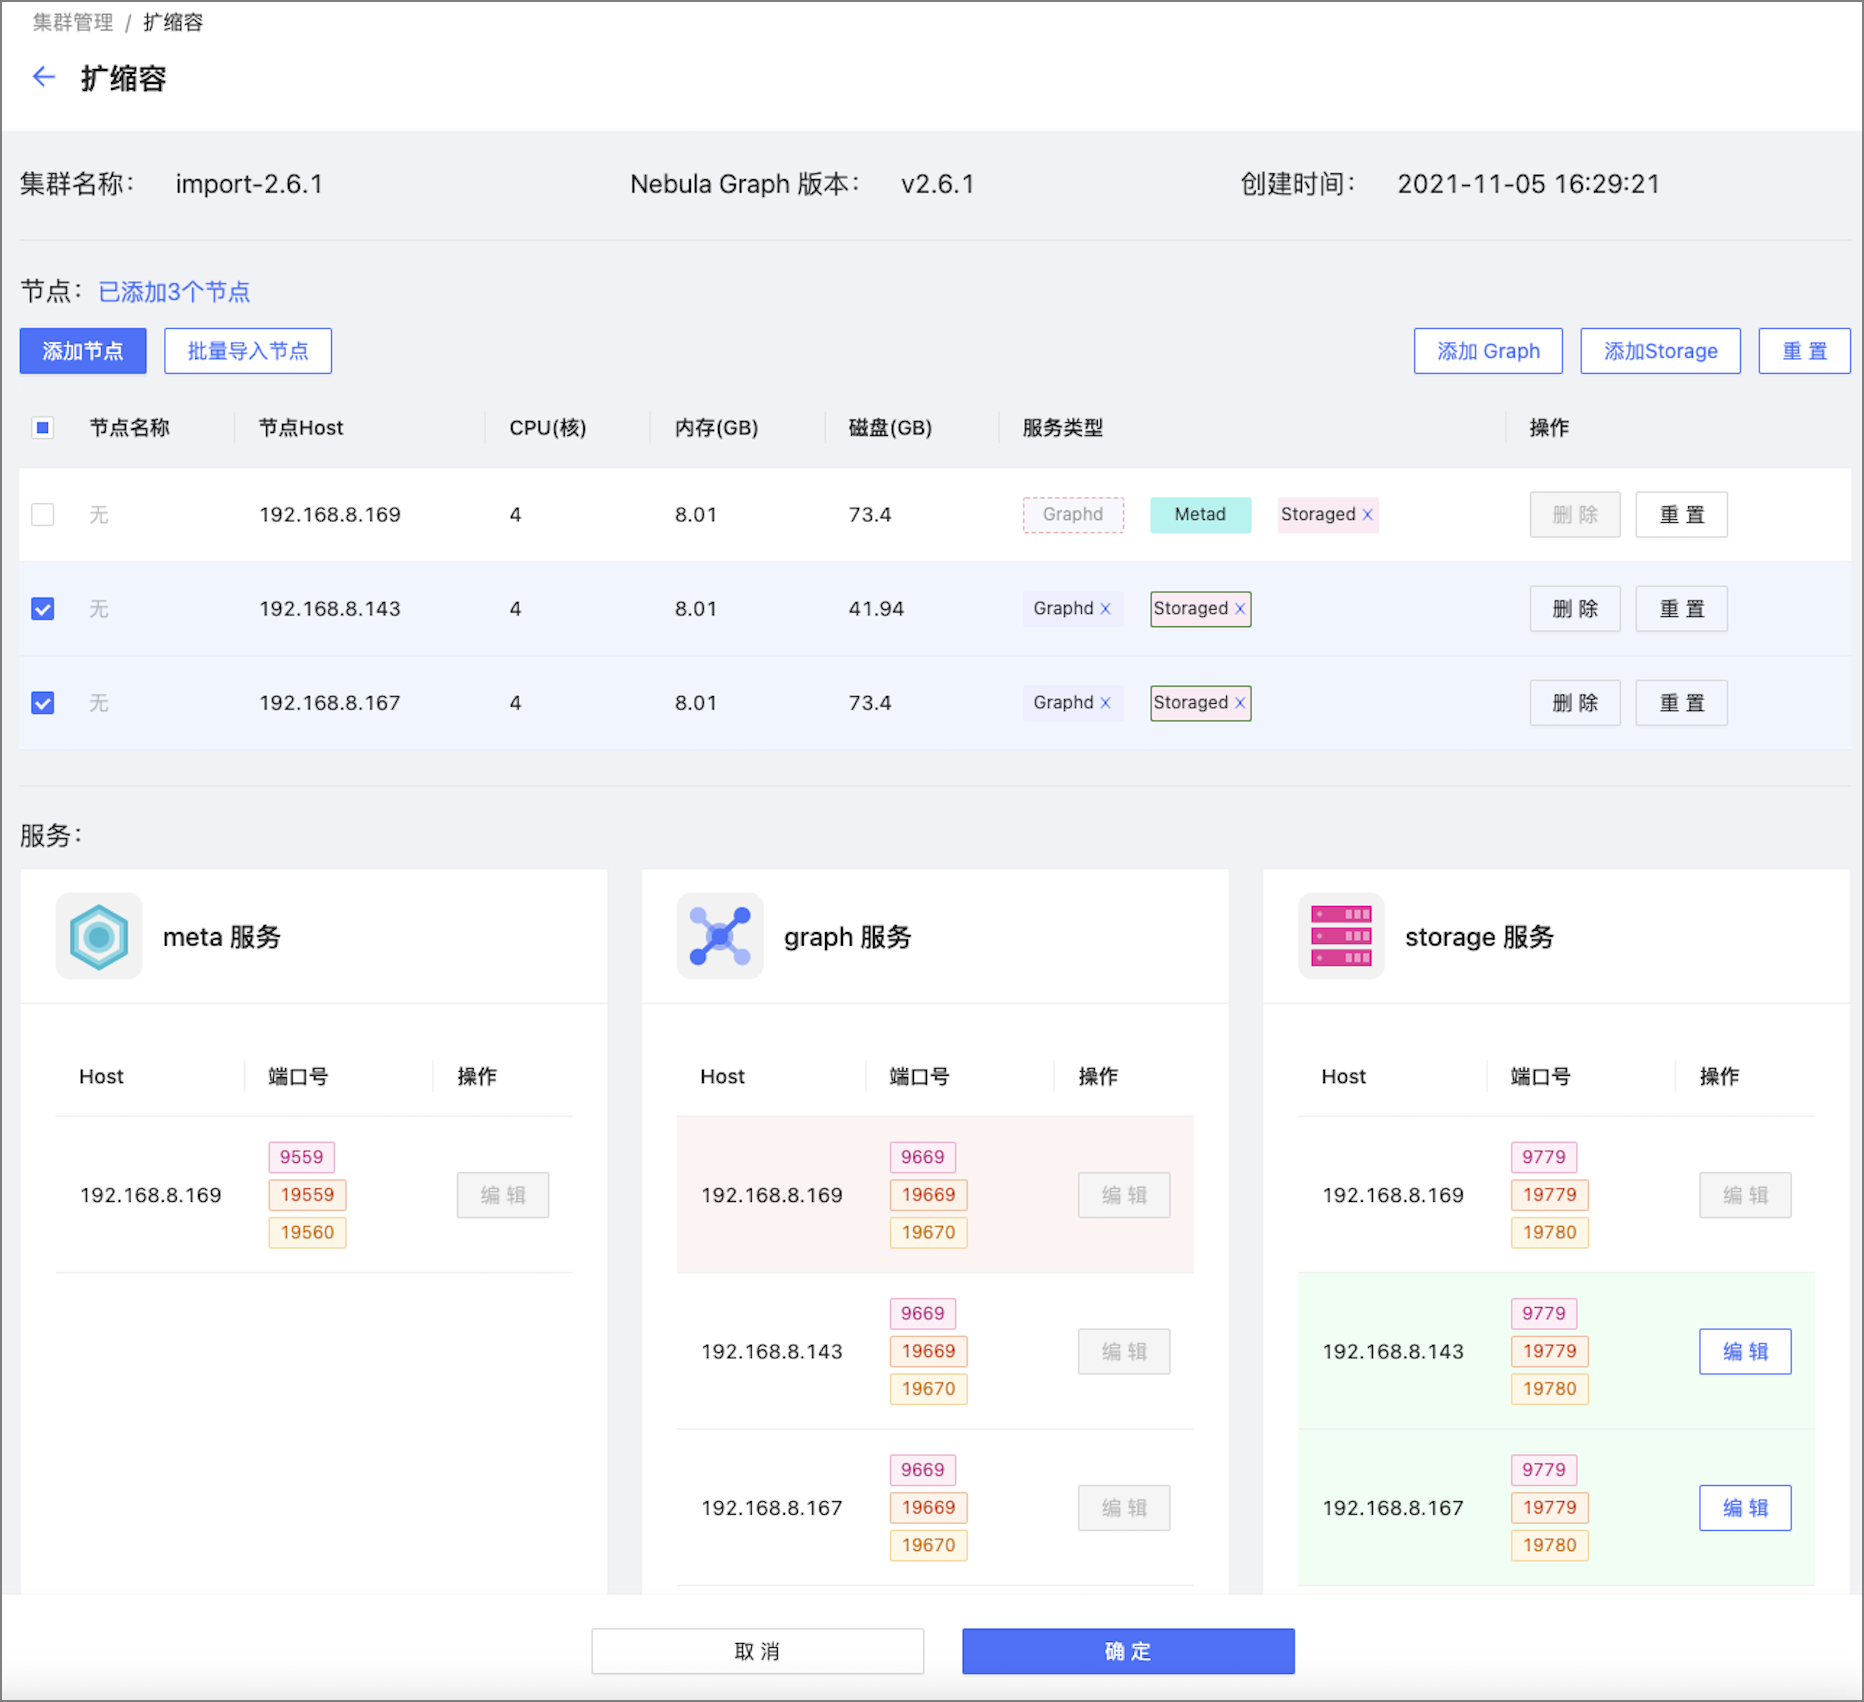 集群管理 / 扩缩容
← 扩缩容
集群名称： import-2.6.1 Nebula Graph 版本： v2.6.1 创建时间： 2021-11-05 16:29:21
节点： 已添加3个节点
添加节点 批量导入节点 添加 Graph 添加Storage 重 置
节点名称 节点Host CPU(核) 内存(GB) 磁盘(GB) 服务类型 操作
无 192.168.8.169 4 8.01 73.4 Graphd Metad Storaged X 删 除 重 置
无 192.168.8.143 4 8.01 41.94 Graphd X Storaged X 删 除 重 置
无 192.168.8.167 4 8.01 73.4 Graphd X Storaged X 删 除 重 置
服务：
meta 服务
Host 端口号 操作
9559
192.168.8.169 19559 编 辑
19560
graph 服务
Host 端口号 操作
9669
192.168.8.169 19669 编 辑
19670
9669
192.168.8.143 19669 编 辑
19670
9669
192.168.8.167 19669 编 辑
19670
storage 服务
Host 端口号 操作
9779
192.168.8.169 19779 编 辑
19780
9779
192.168.8.143 19779 编 辑
19780
9779
192.168.8.167 19779 编 辑
19780
取 消 确 定